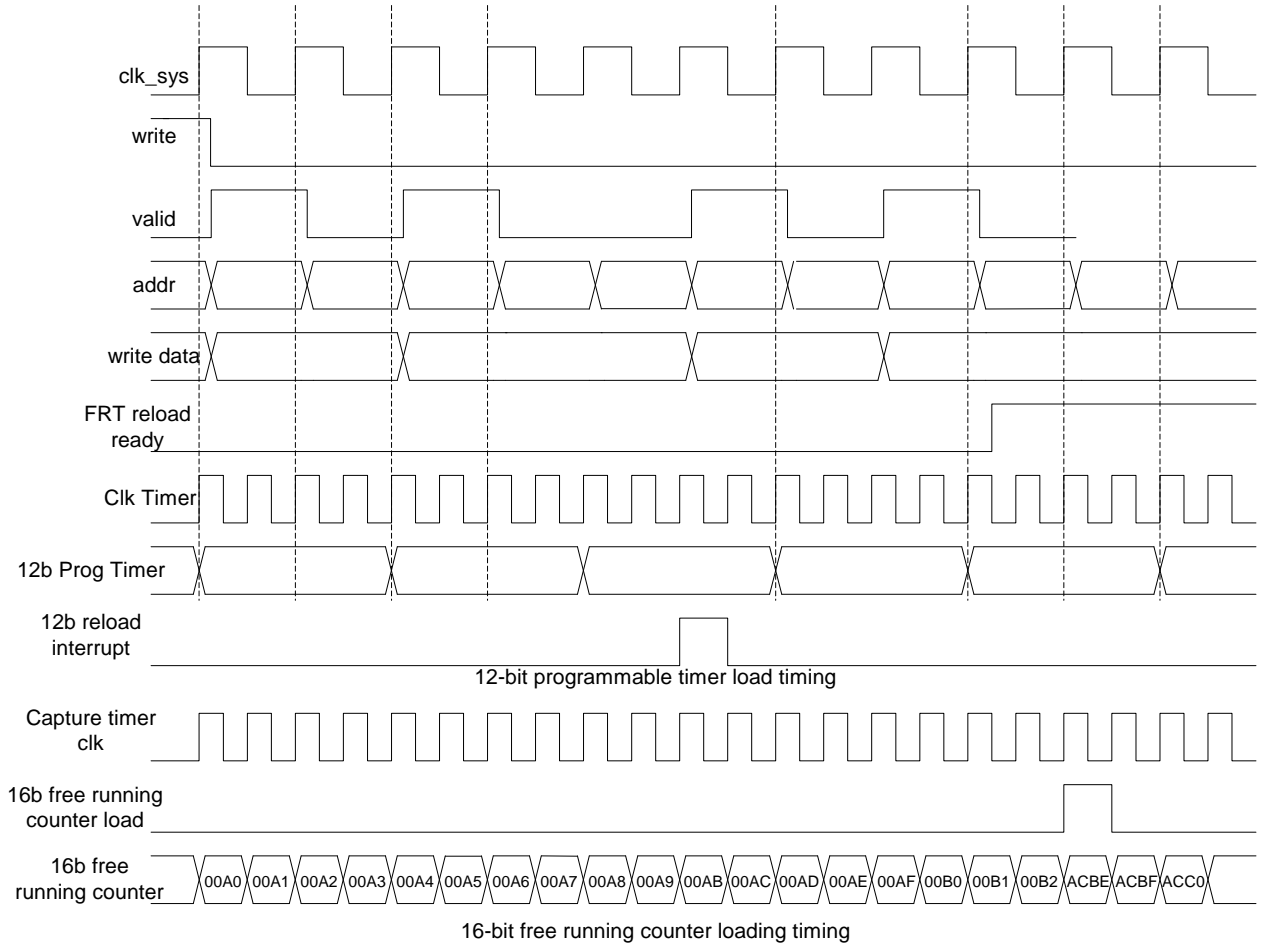 clk_sys
write
valid
addr
write data
FRT reload
ready
Clk Timer
12b Prog Timer
12b reload
interrupt
12-bit programmable timer load timing
Capture timer
clk
16b free running
counter load
16b free
running counter
00A0 00A1 00A2 00A3 00A4 00A5 00A6 00A7 00A8 00A9 00AB 00AC 00AD 00AE 00AF 00B0 00B1 00B2 ACBE ACBF ACC0
16-bit free running counter loading timing